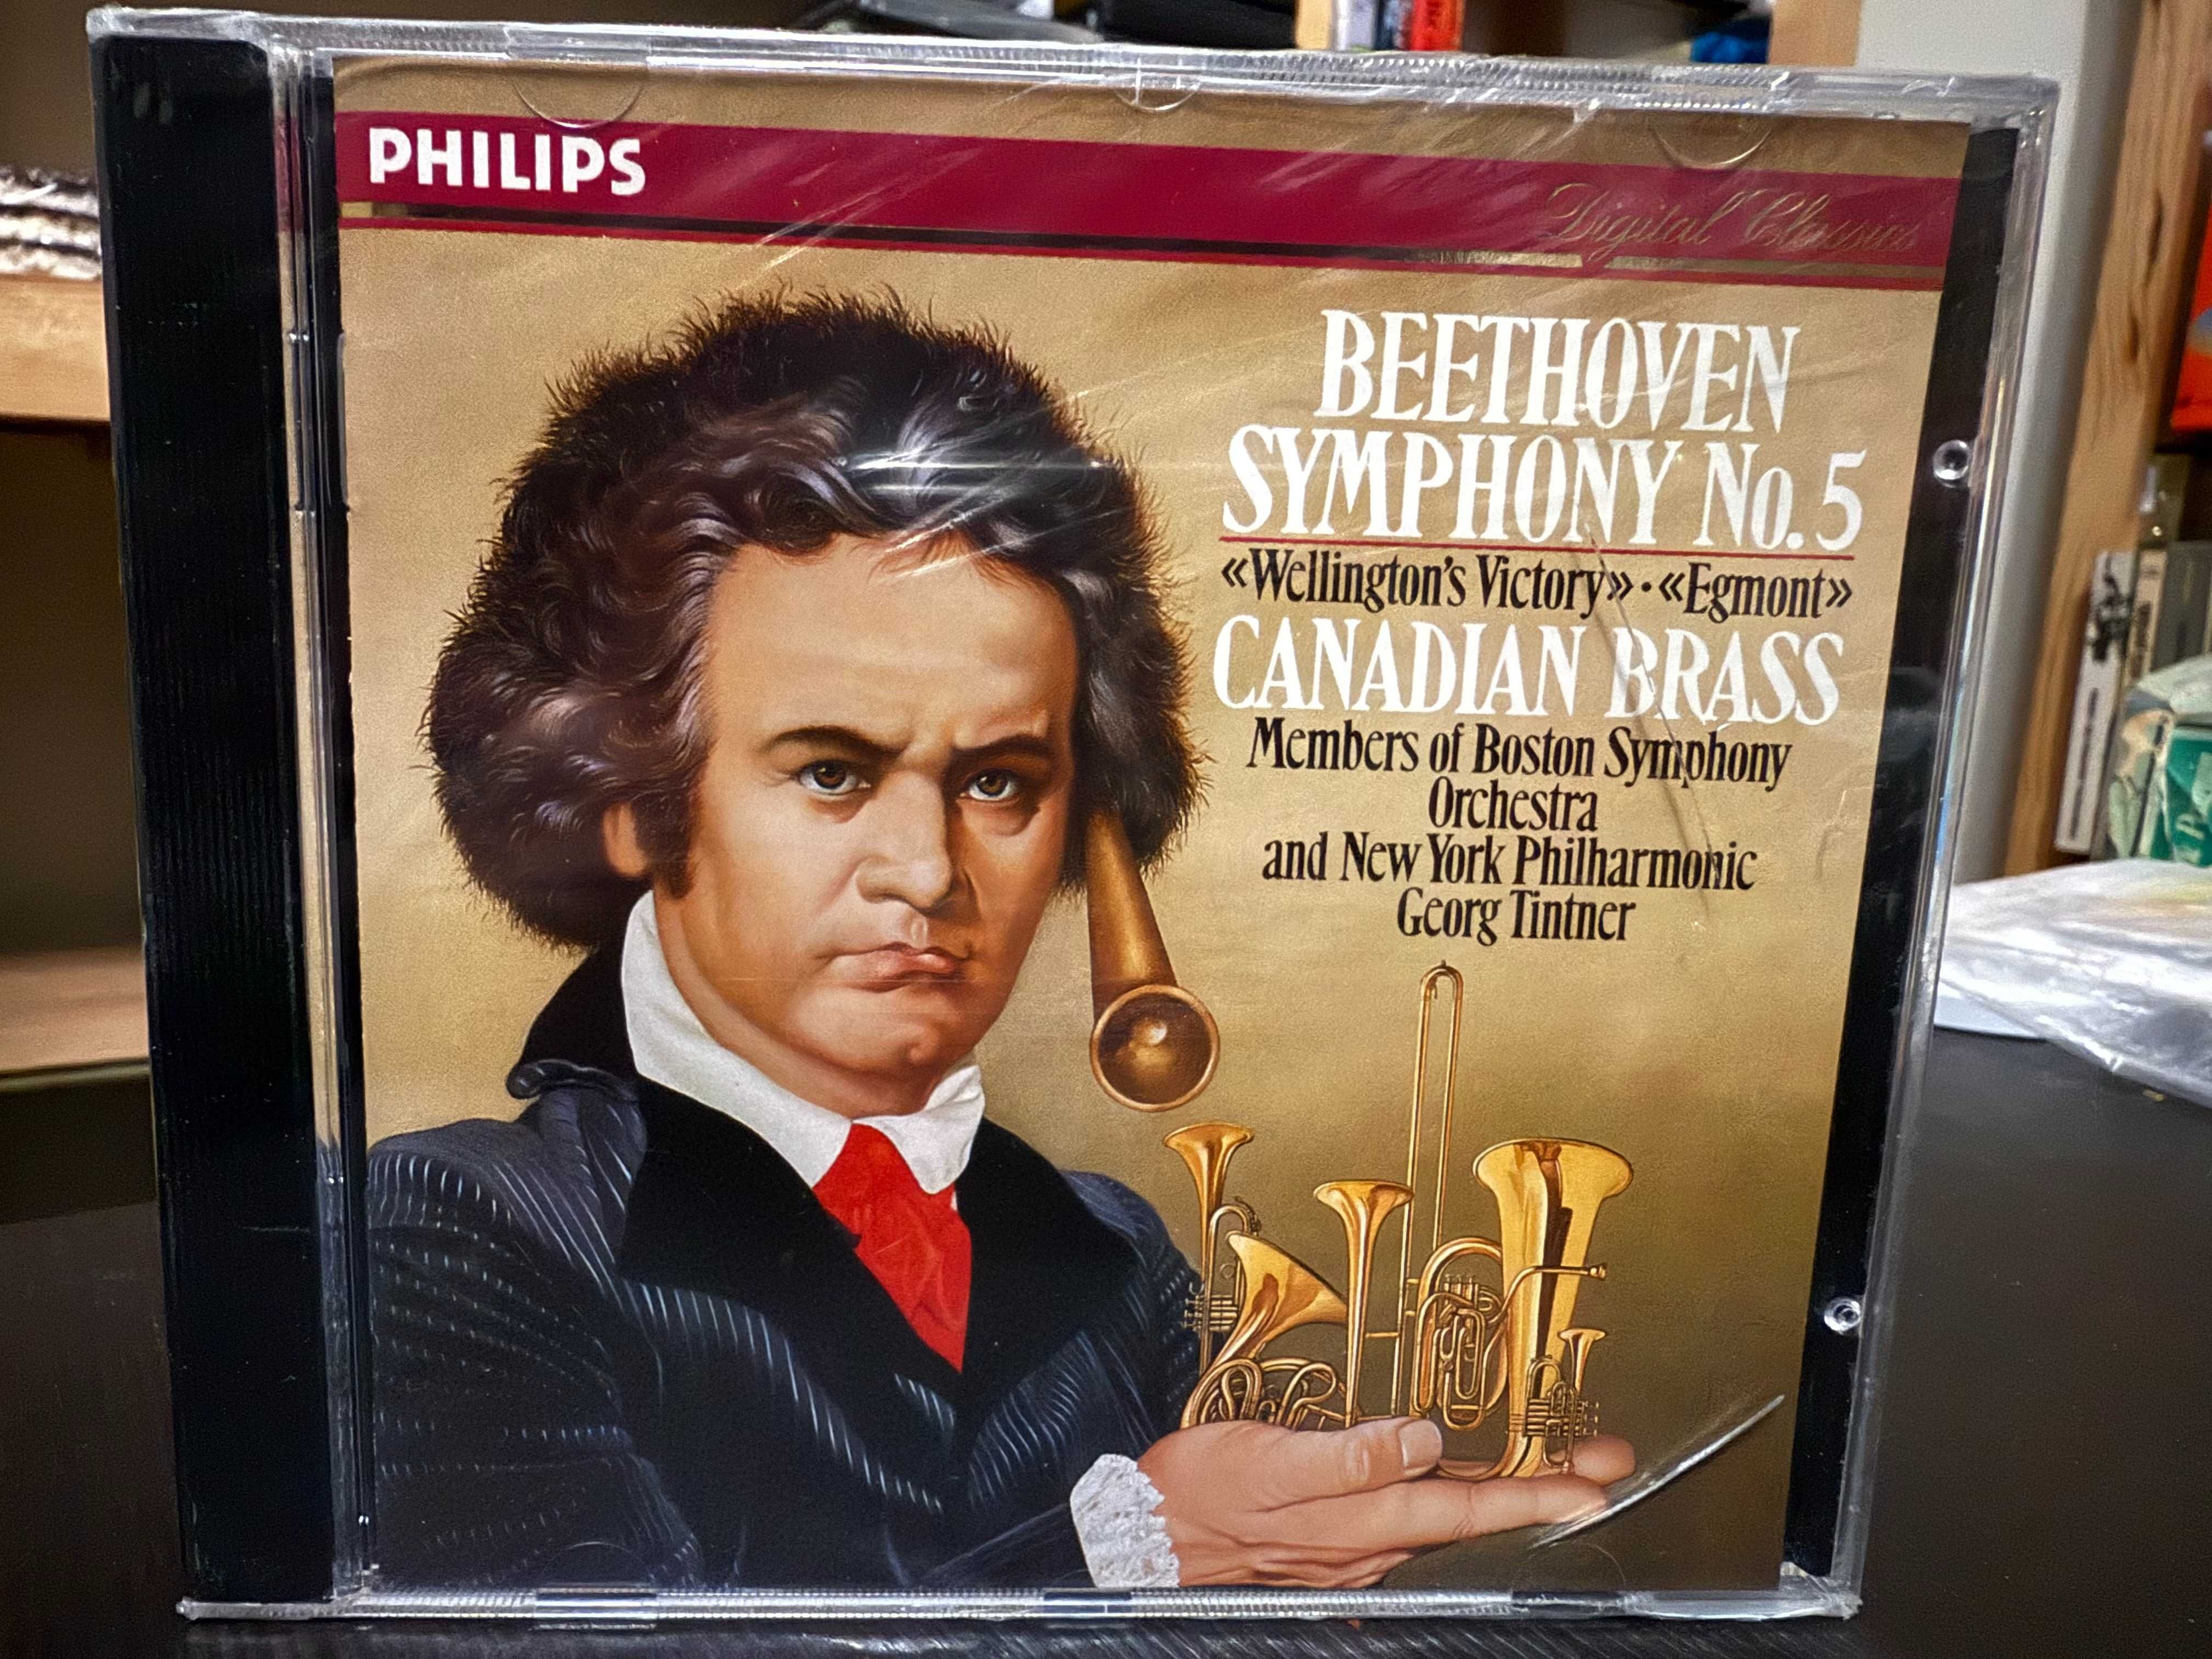 PHILIPS
Digital Classics
BEETHOVEN
SYMPHONY No. 5
«Wellington's Victory» · «Egmont»
CANADIAN BRASS
Members of Boston Symphony
Orchestra
and New York Philharmonic
Georg Tintner